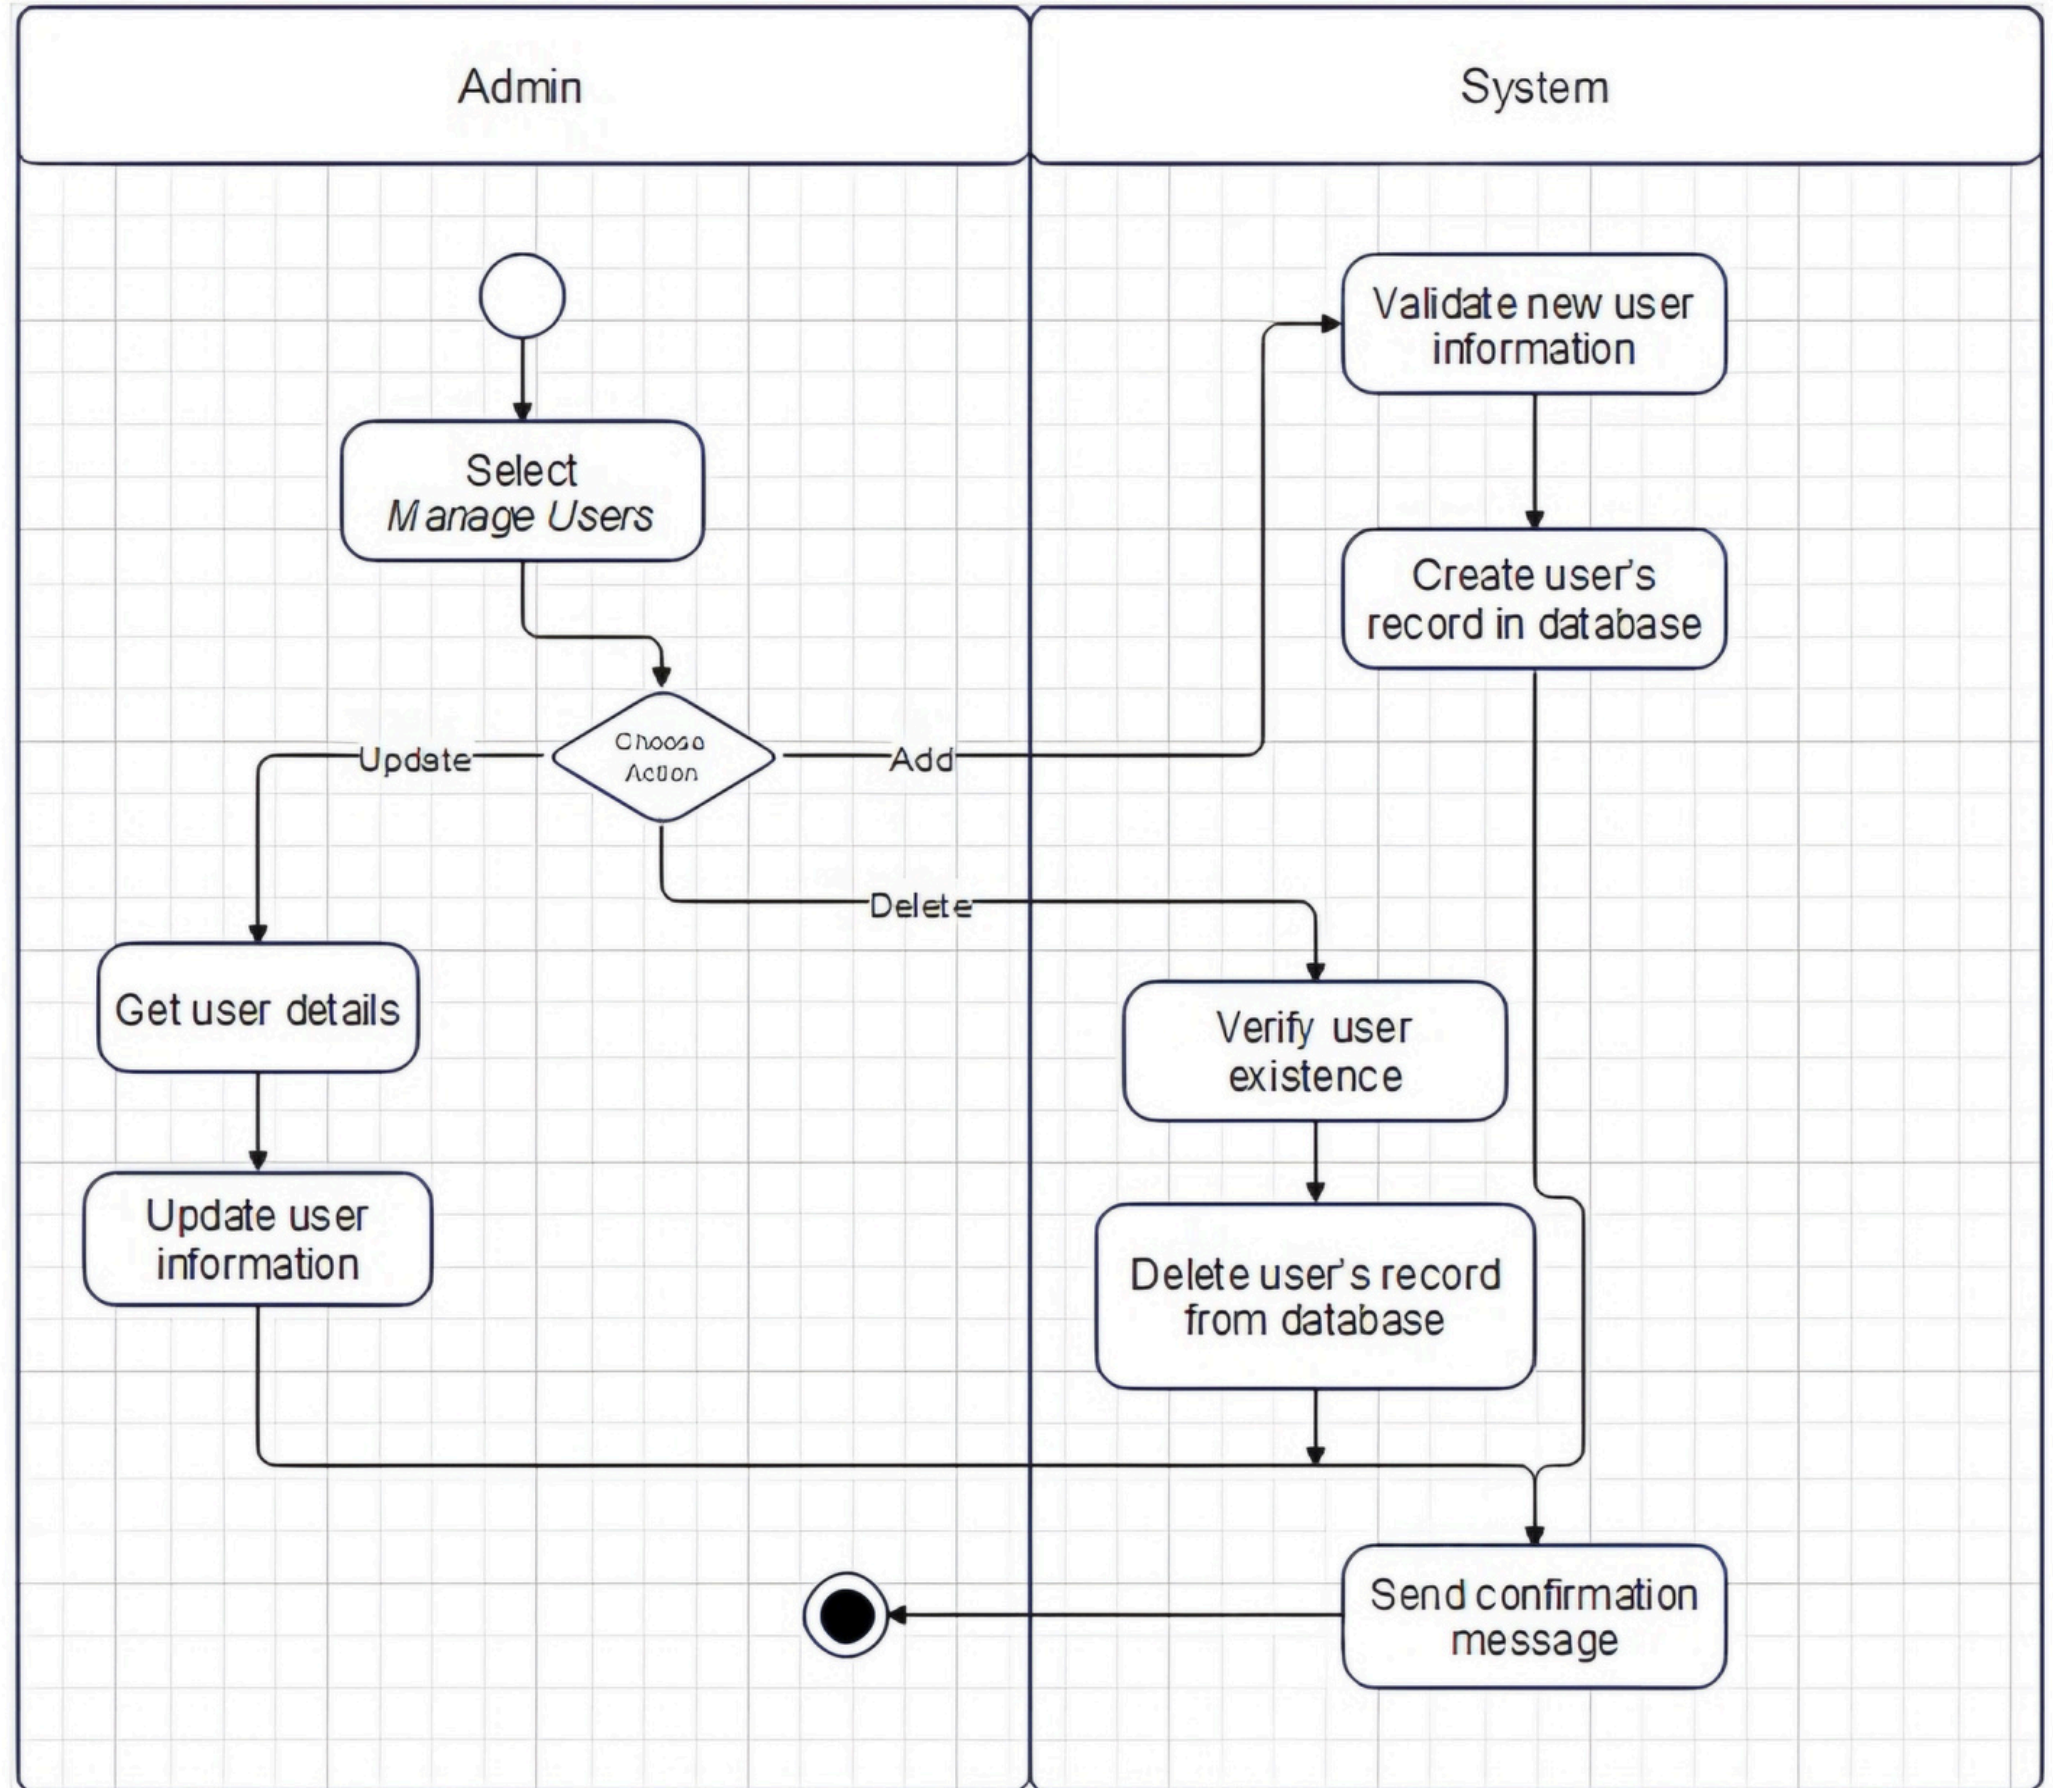 Admin
System
Validate new user
information
Select
Manage Users
Create user's
record in database
Choose
Action
Update
Add
Delete
Get user details
Verify user
existence
Update user
information
Delete user's record
from database
Send confirmation
message